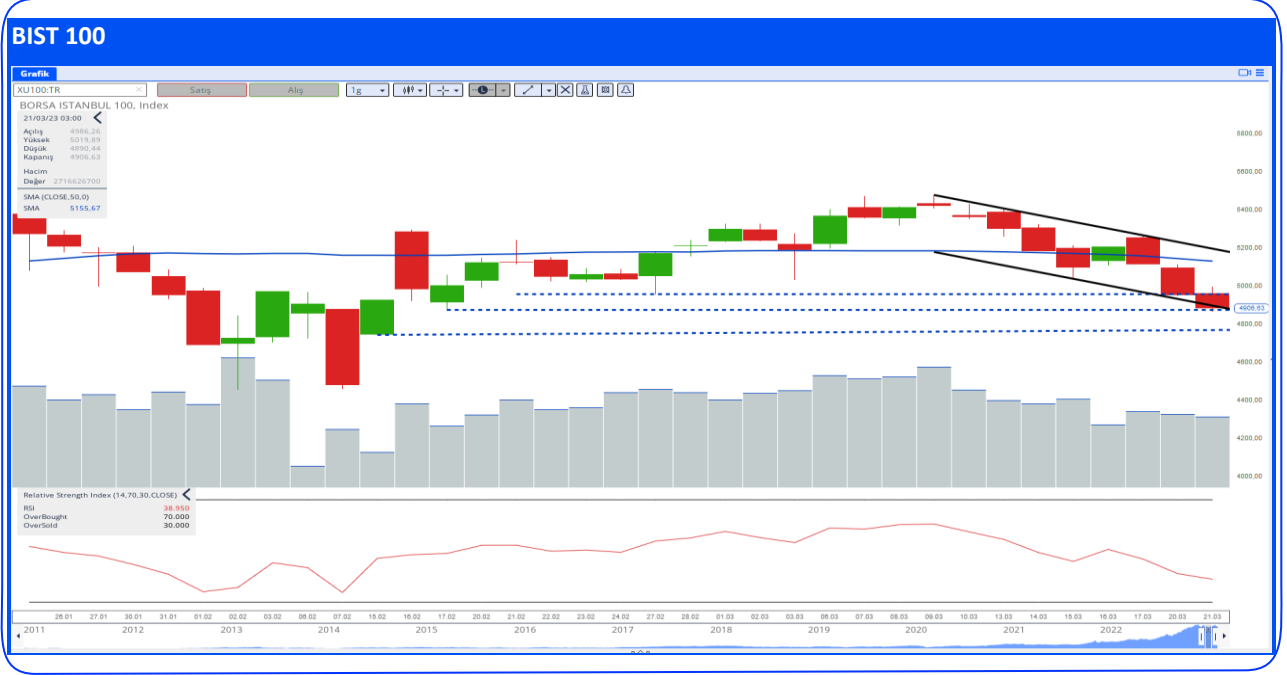 BIST 100
Grafik
XU100:TR
Satış
Alış
1g
L
BORSA ISTANBUL 100, Index
21/03/23 03:00
Açılış 4986,26
Yüksek 5019,89
Düşük 4890,44
Kapanış 4906,63
Hacim
Değer 2716626700
SMA (CLOSE,50,0)
SMA 5155,67
5800,00
5600,00
5400,00
5200,00
5000,00
4906,63
4800,00
4600,00
4400,00
4200,00
4000,00
Relative Strength Index (14,70,30,CLOSE)
RSI 38.950
OverBought 70.000
OverSold 30.000
26.01 27.01 30.01 31.01 01.02 02.02 03.02 06.02 07.02 15.02 16.02 17.02 20.02 21.02 22.02 23.02 24.02 27.02 28.02 01.03 02.03 03.03 06.03 07.03 08.03 09.03 10.03 13.03 14.03 15.03 16.03 17.03 20.03 21.03
2011 2012 2013 2014 2015 2016 2017 2018 2019 2020 2021 2022